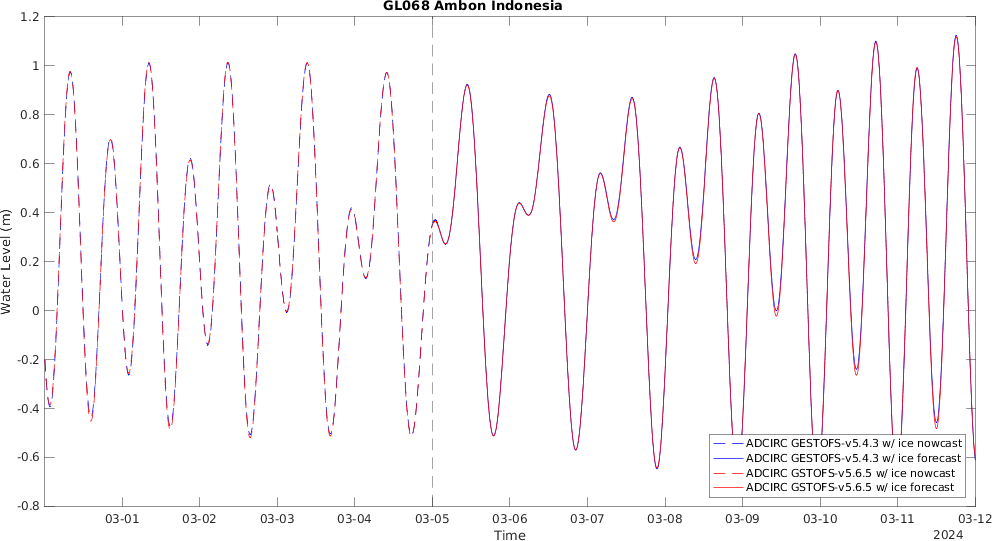 GL068 Ambon Indonesia
1.2
1
0.8
0.6
0.4
0.2
0
-0.2
-0.4
-0.6
-0.8
Water Level (m)
ADCIRC GESTOFS-v5.4.3 w/ ice nowcast
ADCIRC GESTOFS-v5.4.3 w/ ice forecast
ADCIRC GSTOFS-v5.6.5 w/ ice nowcast
ADCIRC GSTOFS-v5.6.5 w/ ice forecast
03-01 03-02 03-03 03-04 03-05 03-06 03-07 03-08 03-09 03-10 03-11 03-12
Time
2024